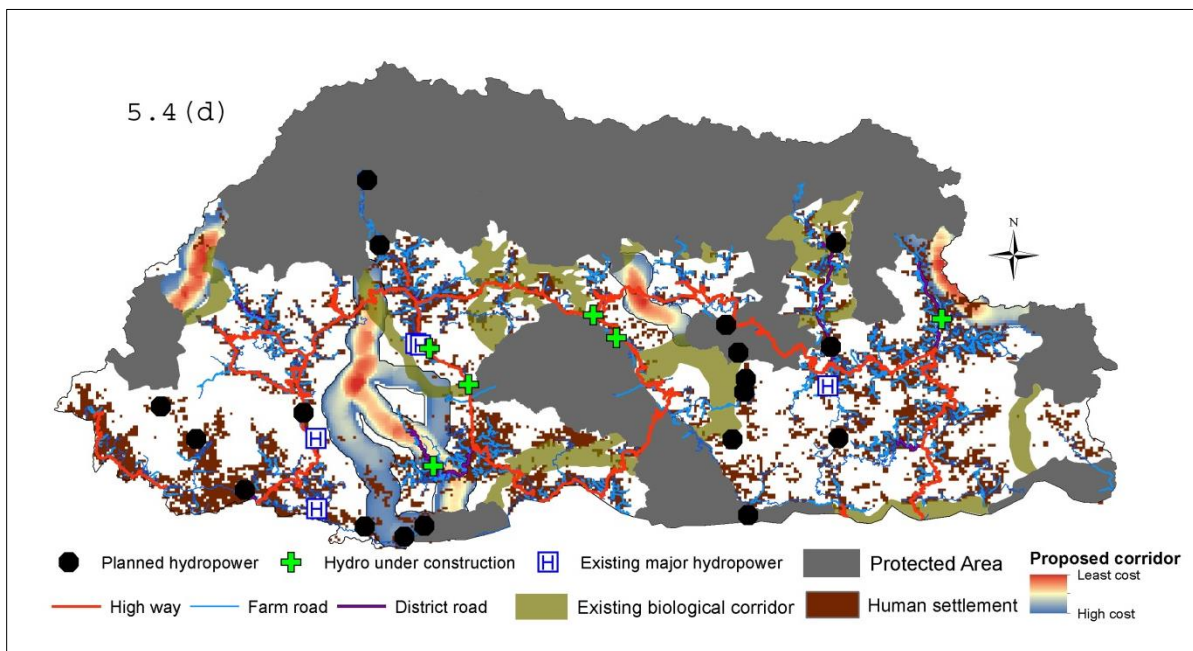 5.4(d)
N
H
H
H
H
Planned hydropower Hydro under construction H Existing major hydropower Protected Area Proposed corridor
Least cost
High way Farm road District road Existing biological corridor Human settlement High cost